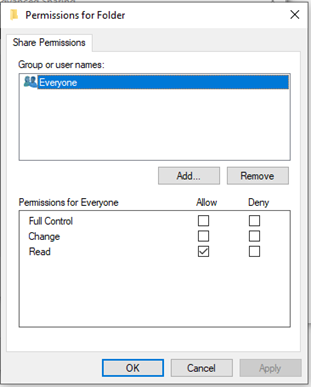 Permissions for Folder
Share Permissions
Group or user names:
Everyone
Add... Remove
Permissions for Everyone Allow Deny
Full Control
Change
Read
OK Cancel Apply